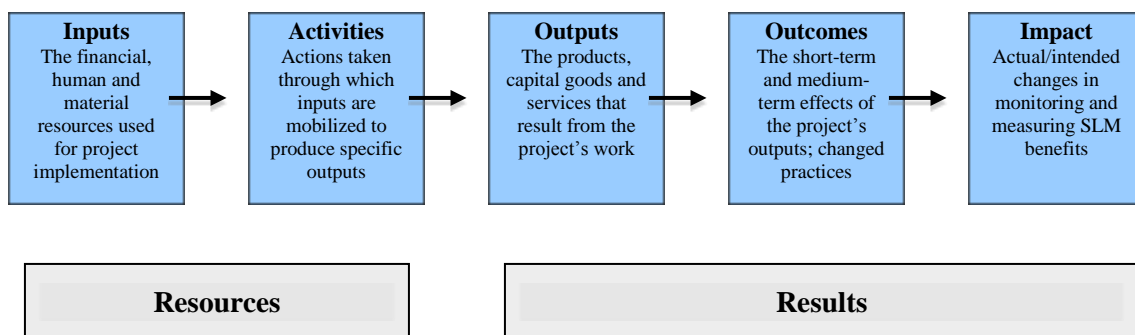 Inputs
The financial,
human and
material
resources used
for project
implementation
Activities
Actions taken
through which
inputs are
mobilized to
produce specific
outputs
Outputs
The products,
capital goods and
services that
result from the
project's work
Outcomes
The short-term
and medium-
term effects of
the project's
outputs; changed
practices
Impact
Actual/intended
changes in
monitoring and
measuring SLM
benefits
Resources
Results